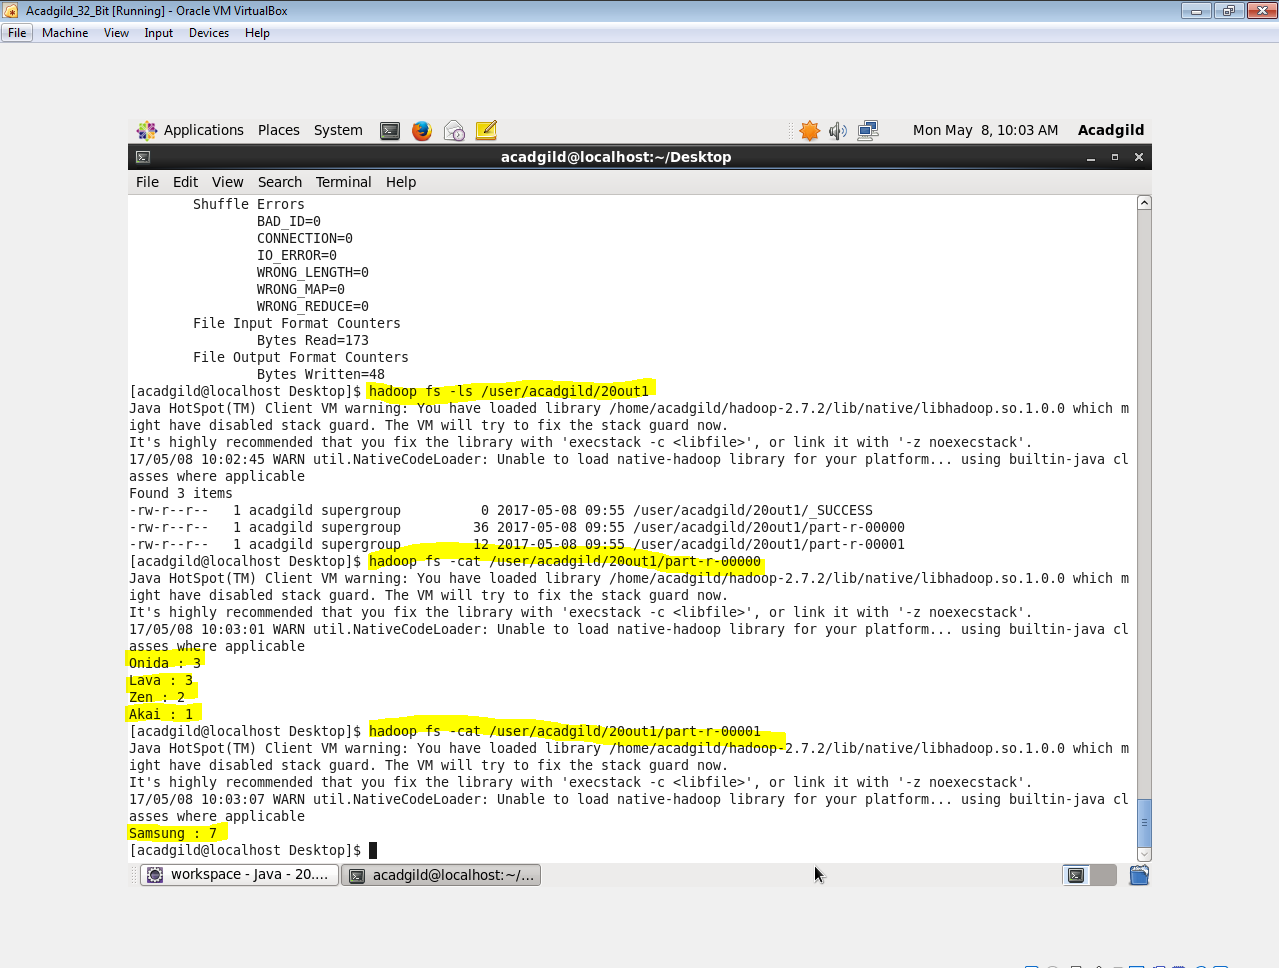 Acadgild_32_Bit [Running] - Oracle VM VirtualBox
File Machine View Input Devices Help
Applications Places System Mon May 8, 10:03 AM Acadgild
acadgild@localhost:~/Desktop
File Edit View Search Terminal Help
Shuffle Errors
BAD_ID=0
CONNECTION=0
IO_ERROR=0
WRONG_LENGTH=0
WRONG_MAP=0
WRONG_REDUCE=0
File Input Format Counters
Bytes Read=173
File Output Format Counters
Bytes Written=48
[acadgild@localhost Desktop]$ hadoop fs -ls /user/acadgild/20out1
Java HotSpot(TM) Client VM warning: You have loaded library /home/acadgild/hadoop-2.7.2/lib/native/libhadoop.so.1.0.0 which m
ight have disabled stack guard. The VM will try to fix the stack guard now.
It's highly recommended that you fix the library with 'execstack -c <libfile>', or link it with '-z noexecstack'.
17/05/08 10:02:45 WARN util.NativeCodeLoader: Unable to load native-hadoop library for your platform... using builtin-java cl
asses where applicable
Found 3 items
-rw-r--r--   1 acadgild supergroup          0 2017-05-08 09:55 /user/acadgild/20out1/_SUCCESS
-rw-r--r--   1 acadgild supergroup         36 2017-05-08 09:55 /user/acadgild/20out1/part-r-00000
-rw-r--r--   1 acadgild supergroup         12 2017-05-08 09:55 /user/acadgild/20out1/part-r-00001
[acadgild@localhost Desktop]$ hadoop fs -cat /user/acadgild/20out1/part-r-00000
Java HotSpot(TM) Client VM warning: You have loaded library /home/acadgild/hadoop-2.7.2/lib/native/libhadoop.so.1.0.0 which m
ight have disabled stack guard. The VM will try to fix the stack guard now.
It's highly recommended that you fix the library with 'execstack -c <libfile>', or link it with '-z noexecstack'.
17/05/08 10:03:01 WARN util.NativeCodeLoader: Unable to load native-hadoop library for your platform... using builtin-java cl
asses where applicable
Onida : 3
Lava : 3
Zen : 2
Akai : 1
[acadgild@localhost Desktop]$ hadoop fs -cat /user/acadgild/20out1/part-r-00001
Java HotSpot(TM) Client VM warning: You have loaded library /home/acadgild/hadoop-2.7.2/lib/native/libhadoop.so.1.0.0 which m
ight have disabled stack guard. The VM will try to fix the stack guard now.
It's highly recommended that you fix the library with 'execstack -c <libfile>', or link it with '-z noexecstack'.
17/05/08 10:03:07 WARN util.NativeCodeLoader: Unable to load native-hadoop library for your platform... using builtin-java cl
asses where applicable
Samsung : 7
[acadgild@localhost Desktop]$
workspace - Java - 20.... acadgild@localhost:~/...